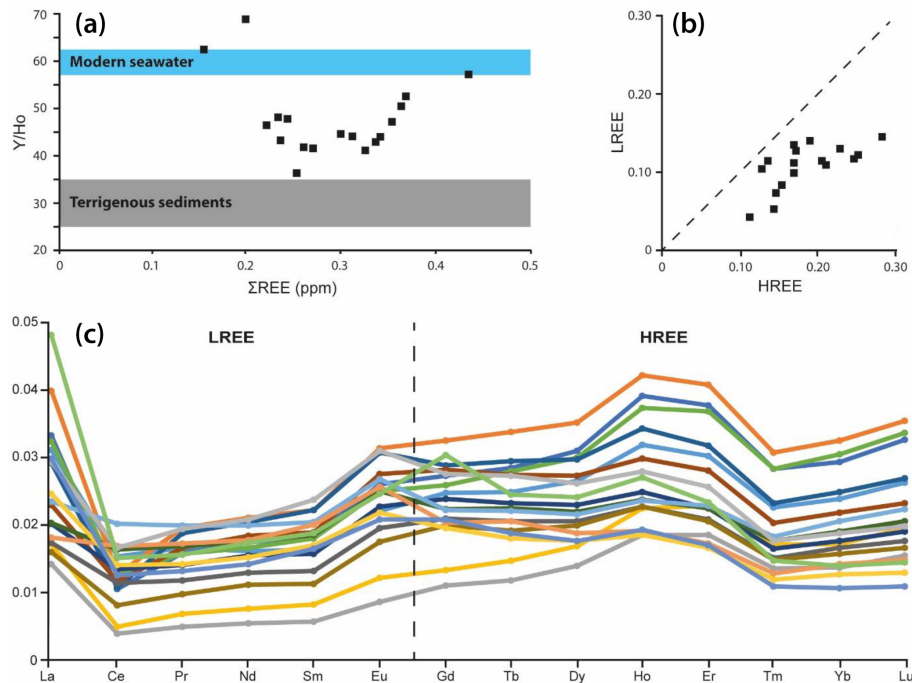 (a)
70
60
50
40
30
20
Y/Ho
Modern seawater
Terrigenous sediments
0
0.1
0.2
0.3
0.4
0.5
ΣREE (ppm)
(b)
0.30
0.20
0.10
0
LREE
0
0.10
0.20
0.30
HREE
(c)
LREE
HREE
0.05
0.04
0.03
0.02
0.01
0
La Ce Pr Nd Sm Eu Gd Tb Dy Ho Er Tm Yb Lu